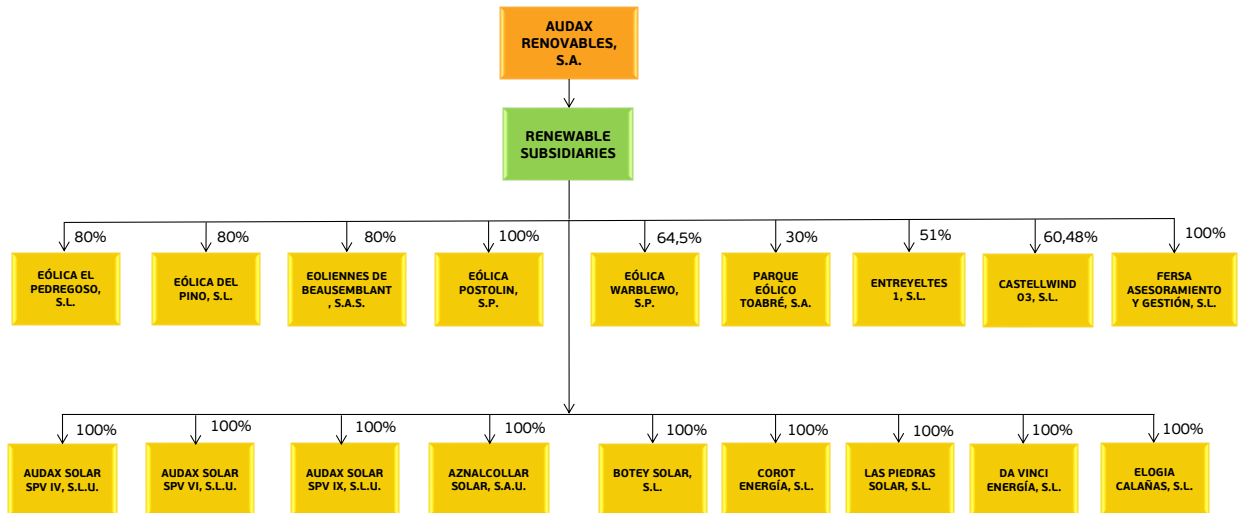 AUDAX
RENOVABLES,
S.A.
RENEWABLE
SUBSIDIARIES
80%
80%
80%
100%
64,5%
30%
51%
60,48%
100%
EÓLICA EL
PEDREGOSO,
S.L.
EÓLICA DEL
PINO, S.L.
EOLIENNES DE
BEAUSEMBLANT
, S.A.S.
EÓLICA
POSTOLIN,
S.P.
EÓLICA
WARBLEWO,
S.P.
PARQUE
EÓLICO
TOABRÉ, S.A.
ENTREYELTES
1, S.L.
CASTELLWIND
03, S.L.
FERSA
ASESORAMIENTO
Y GESTIÓN, S.L.
100%
100%
100%
100%
100%
100%
100%
100%
100%
AUDAX SOLAR
SPV IV, S.L.U.
AUDAX SOLAR
SPV VI, S.L.U.
AUDAX SOLAR
SPV IX, S.L.U.
AZNALCOLLAR
SOLAR, S.A.U.
BOTEY SOLAR,
S.L.
COROT
ENERGÍA, S.L.
LAS PIEDRAS
SOLAR, S.L.
DA VINCI
ENERGÍA, S.L.
ELOGIA
CALAÑAS, S.L.